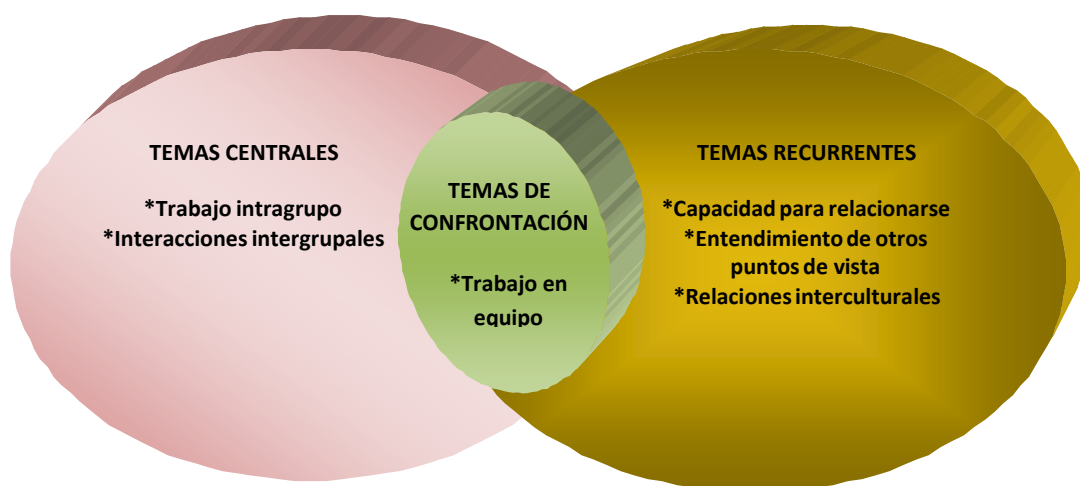 TEMAS CENTRALES
*Trabajo intragrupo
*Interacciones intergrupales
TEMAS DE
CONFRONTACIÓN
*Trabajo en
equipo
TEMAS RECURRENTES
*Capacidad para relacionarse
*Entendimiento de otros
puntos de vista
*Relaciones interculturales